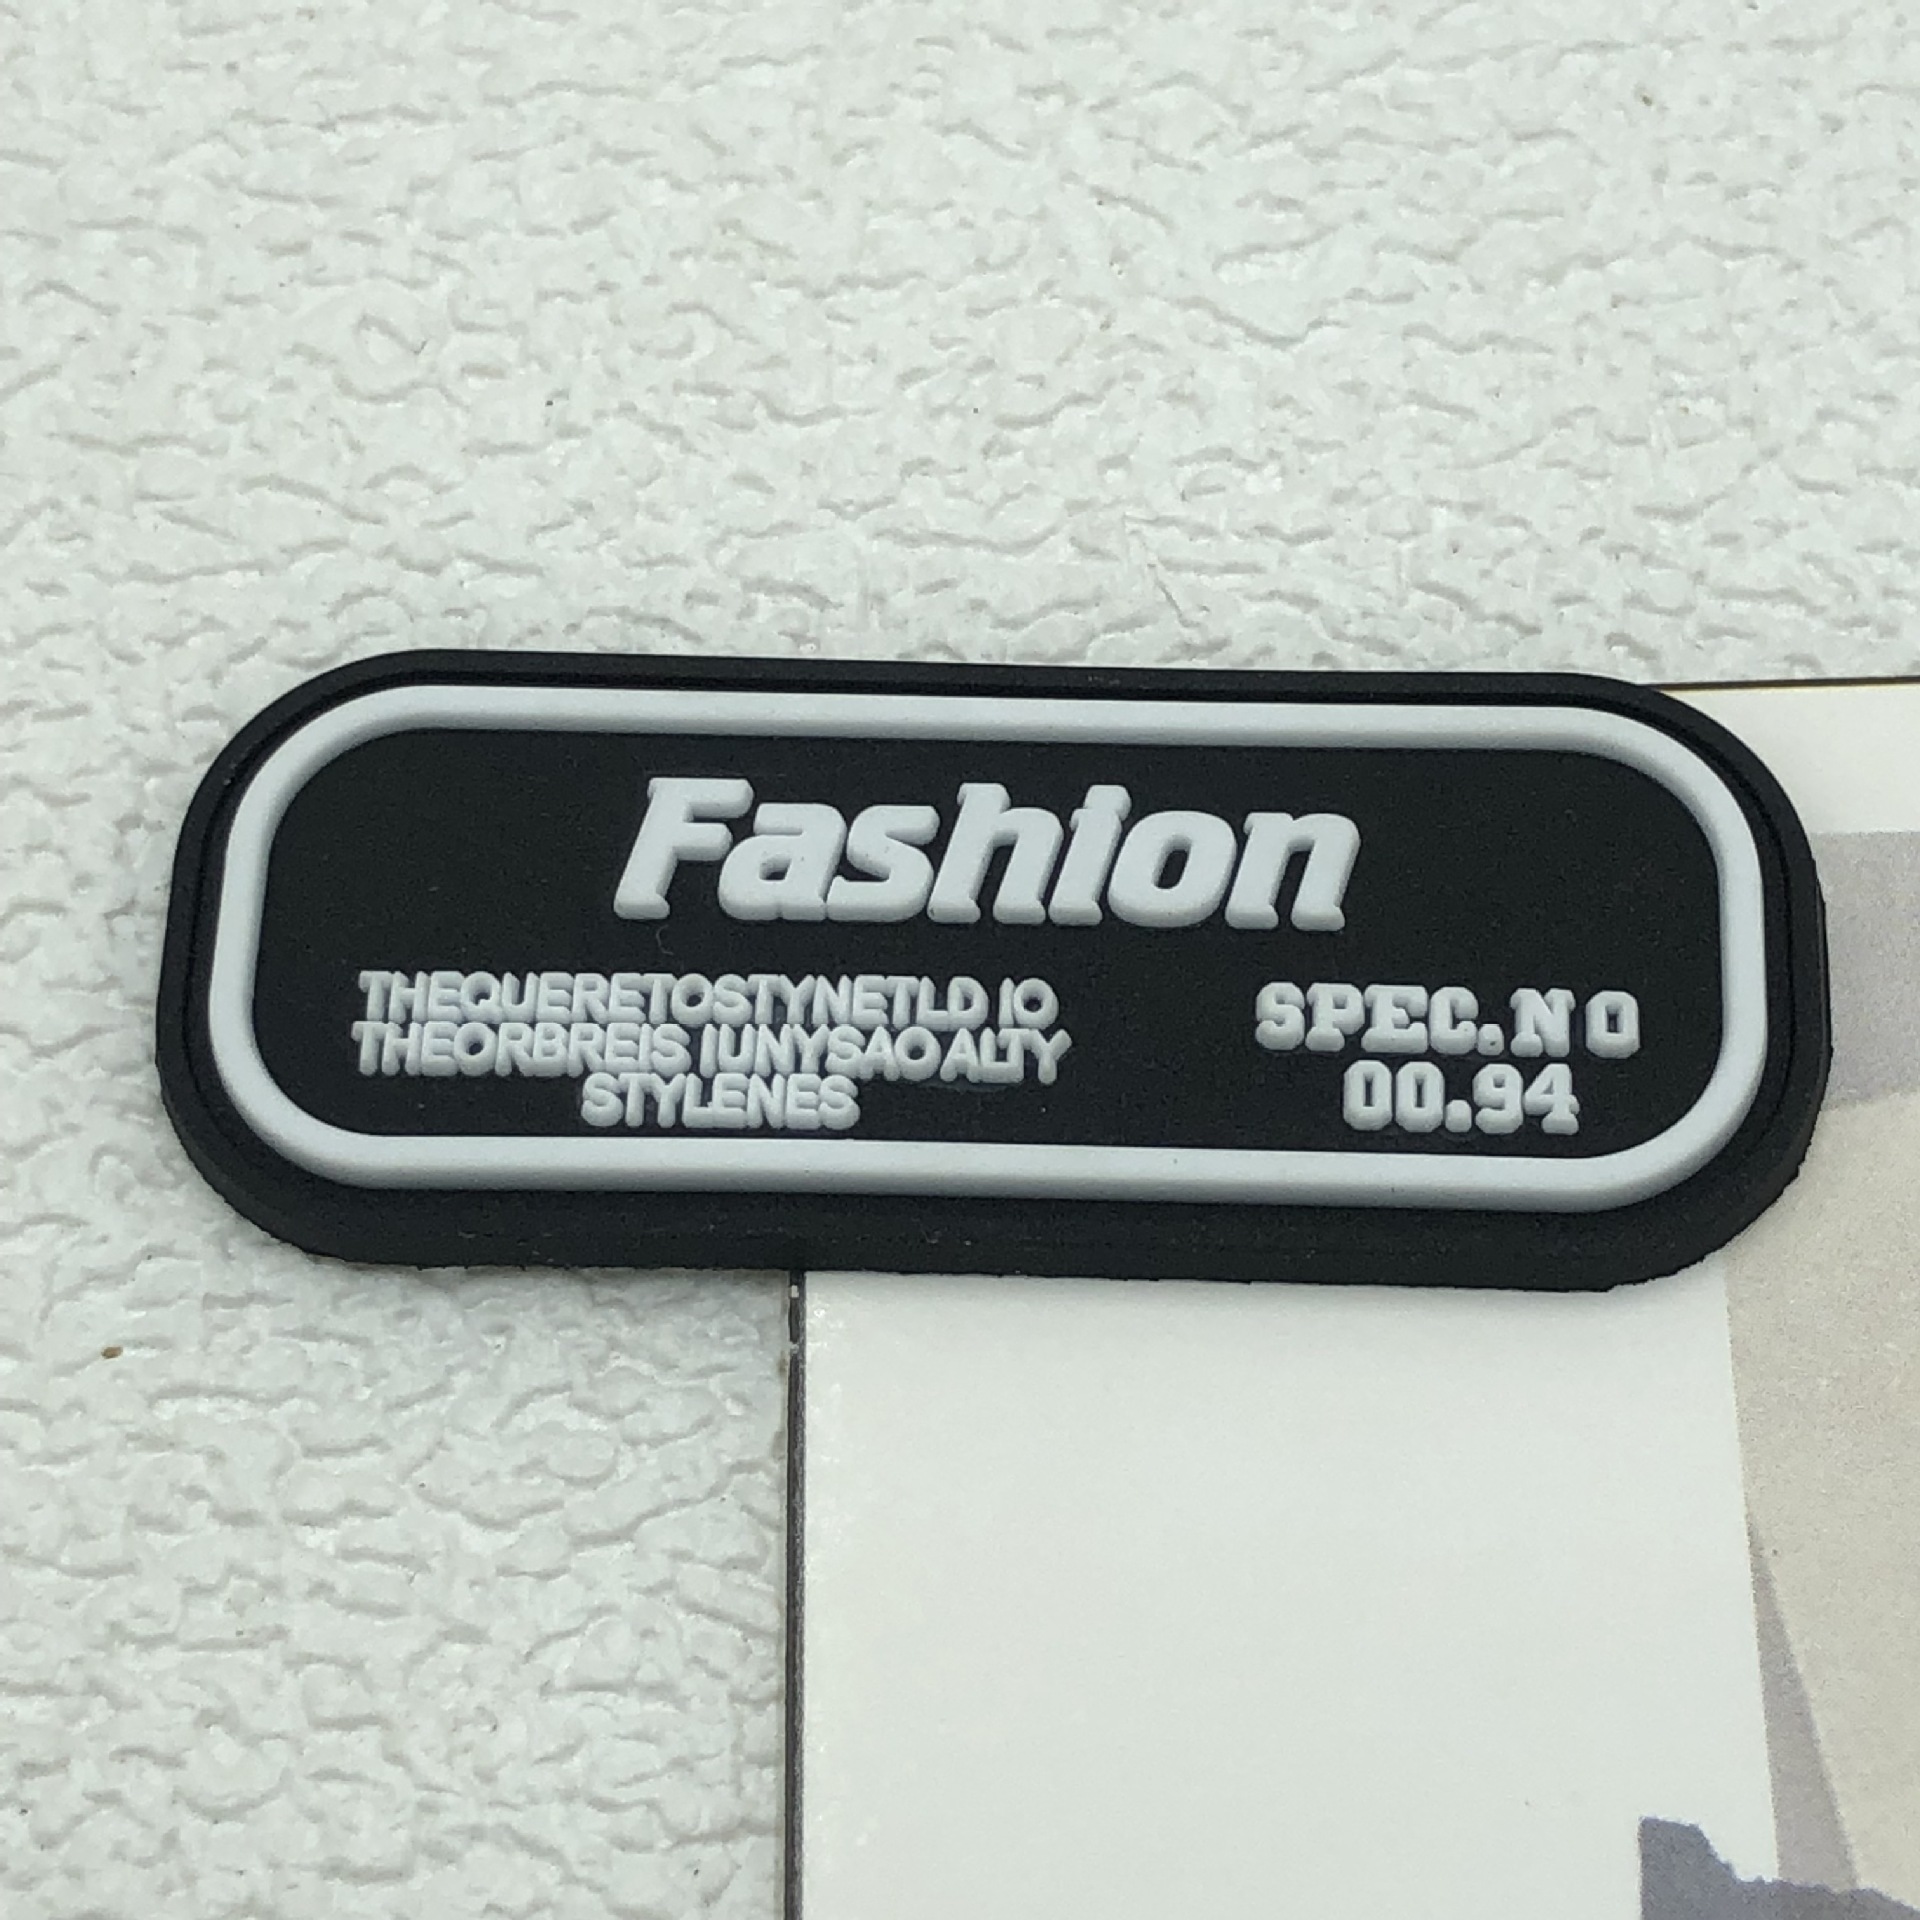 Fashion
THEQUERETOSTYNETLD IO
THEORBREIS IUNYSAO ALTY
STYLENES
SPEC.NO
00.94